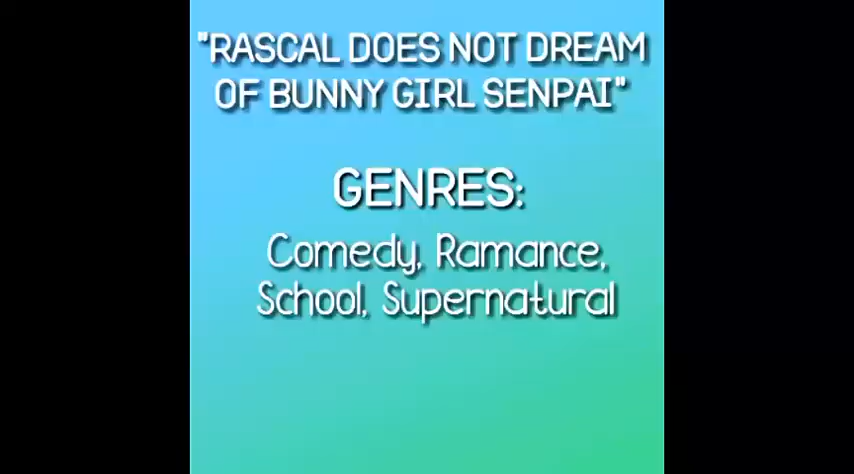 "RASCAL DOES NOT DREAM
OF BUNNY GIRL SENPAI"
GENRES:
Comedy, Ramance,
School, Supernatural